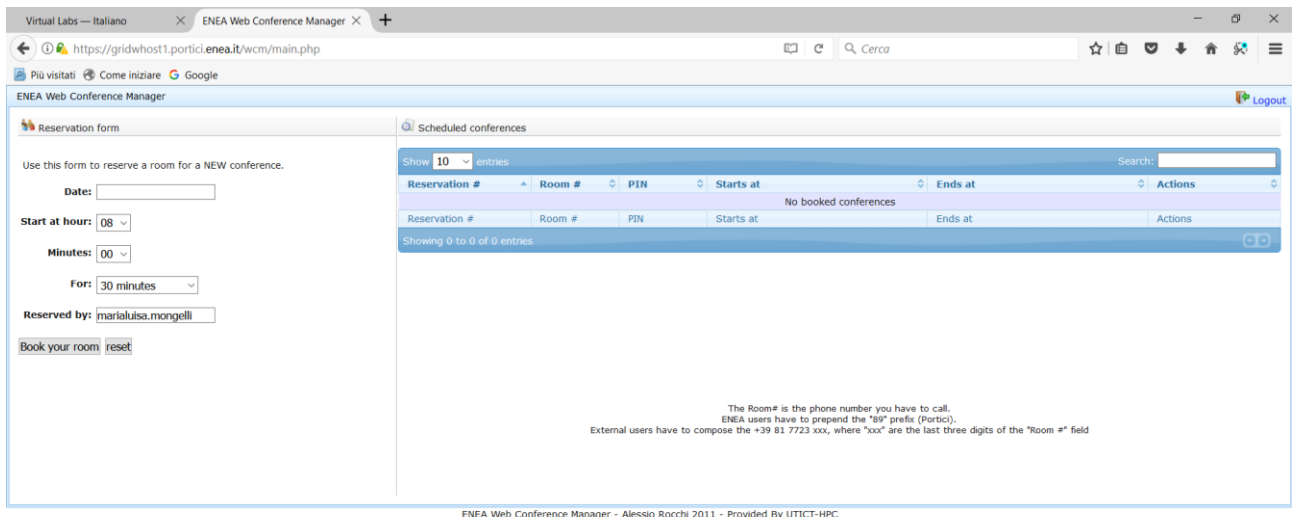 Virtual Labs — Italiano
ENEA Web Conference Manager
https://gridwhost1.portici.enea.it/wcm/main.php
Cerca
Più visitati Come iniziare Google
ENEA Web Conference Manager
Logout
Reservation form
Use this form to reserve a room for a NEW conference.
Date:
Start at hour: 08
Minutes: 00
For: 30 minutes
Reserved by: marialuisa.mongelli
Book your room reset
Scheduled conferences
Show 10 entries Search:
Reservation # Room # PIN Starts at Ends at Actions
No booked conferences
Reservation # Room # PIN Starts at Ends at Actions
Showing 0 to 0 of 0 entries
The Room# is the phone number you have to call.
ENEA users have to prepend the "89" prefix (Portici).
External users have to compose the +39 81 7723 xxx, where "xxx" are the last three digits of the "Room #" field
ENEA Web Conference Manager - Alessio Rocchi 2011 - Provided By UTICT-HPC